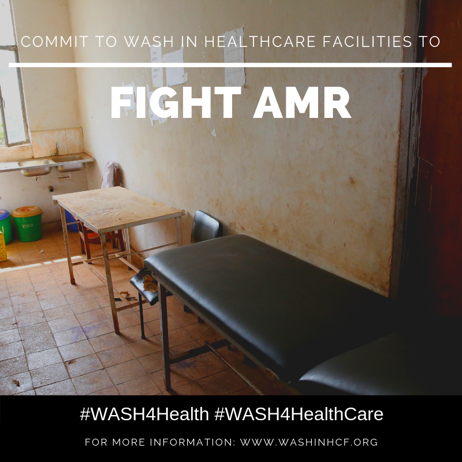 COMMIT TO WASH IN HEALTHCARE FACILITIES TO
FIGHT AMR
#WASH4Health #WASH4HealthCare
FOR MORE INFORMATION: WWW.WASHINHCF.ORG